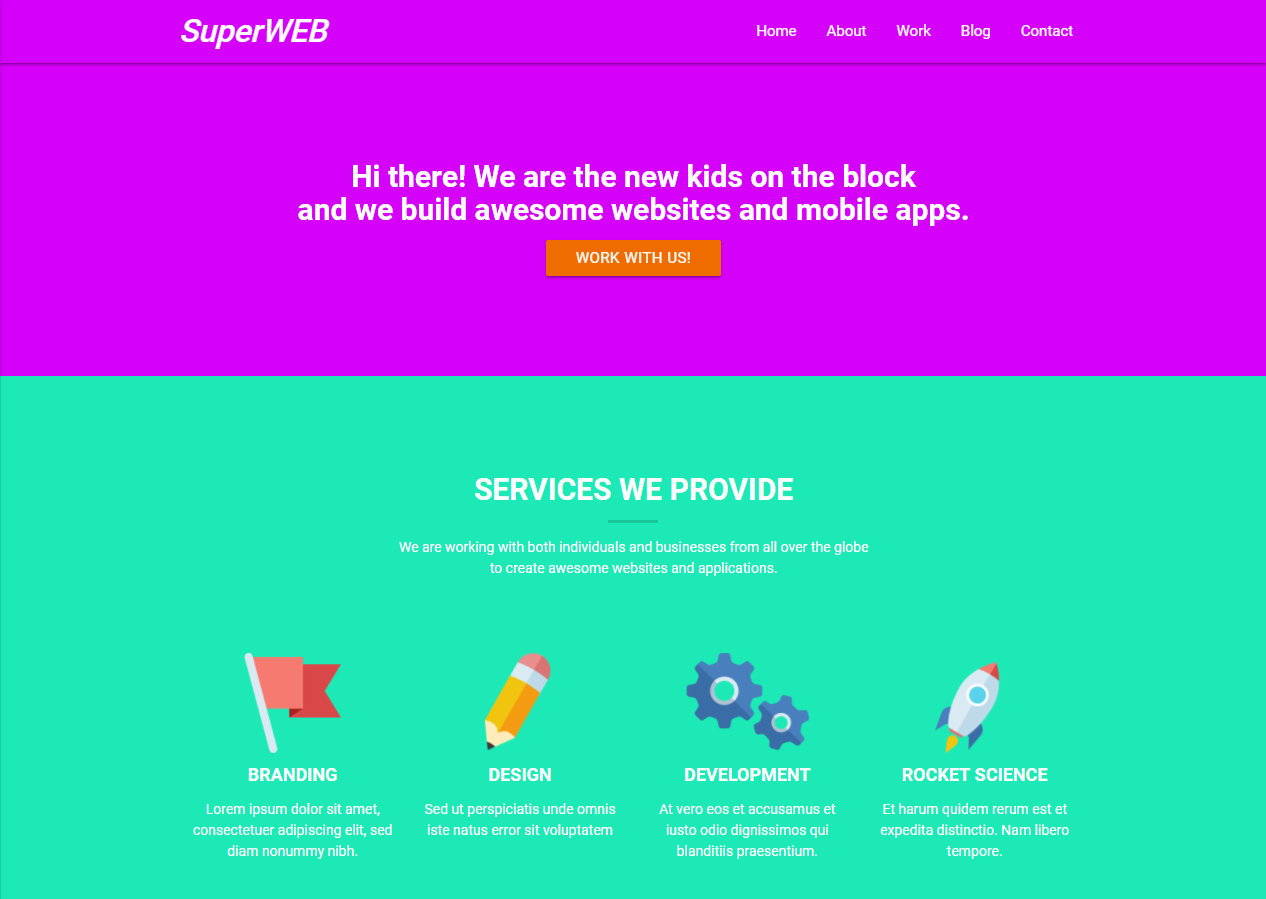 SuperWEB
Home About Work Blog Contact
Hi there! We are the new kids on the block
and we build awesome websites and mobile apps.
WORK WITH US!
SERVICES WE PROVIDE
We are working with both individuals and businesses from all over the globe
to create awesome websites and applications.
BRANDING
Lorem ipsum dolor sit amet,
consectetuer adipiscing elit, sed
diam nonummy nibh.
DESIGN
Sed ut perspiciatis unde omnis
iste natus error sit voluptatem
DEVELOPMENT
At vero eos et accusamus et
iusto odio dignissimos qui
blanditiis praesentium.
ROCKET SCIENCE
Et harum quidem rerum est et
expedita distinctio. Nam libero
tempore.